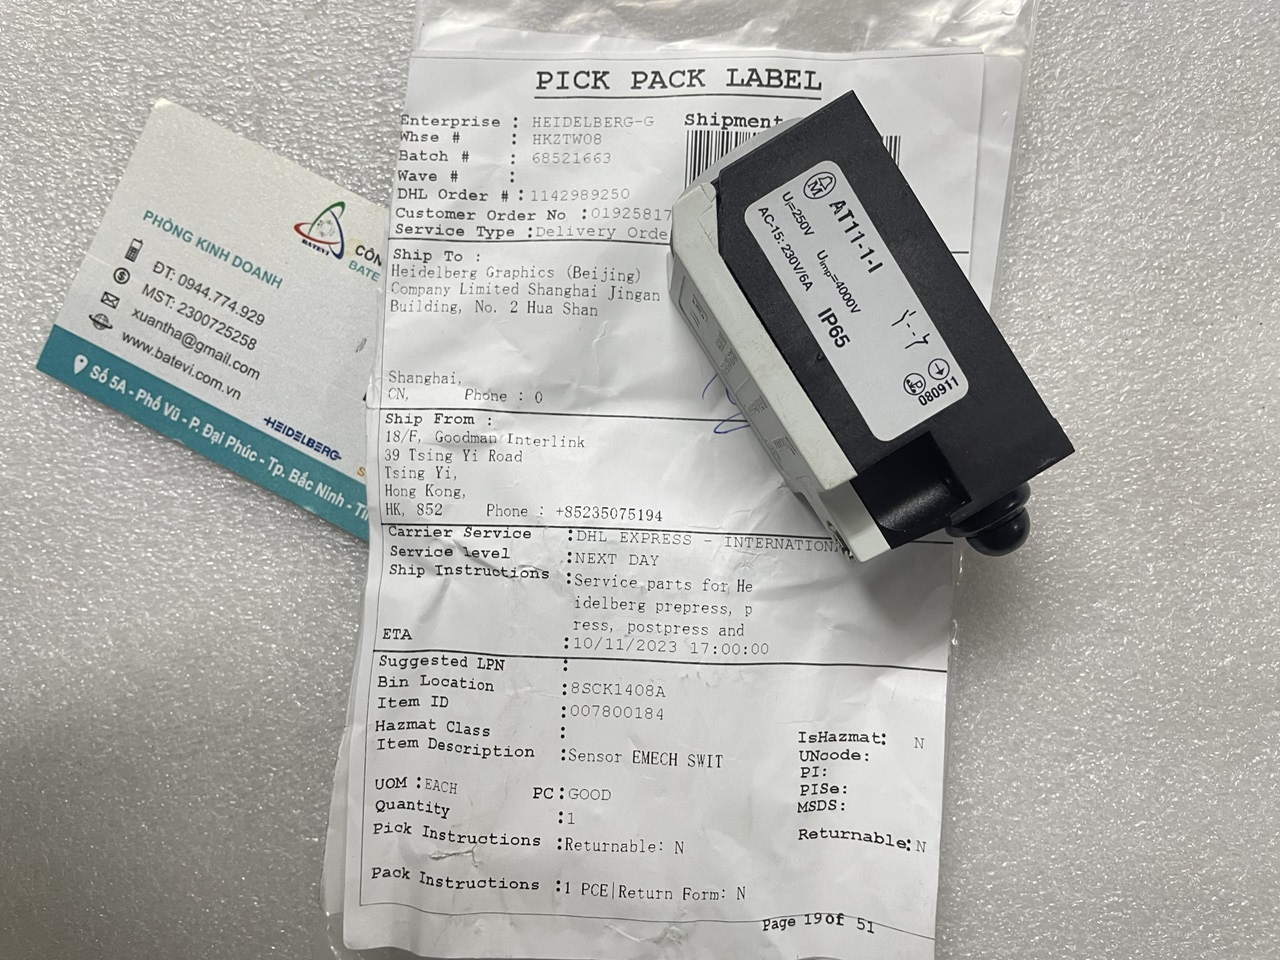 PICK PACK LABEL
Enterprise : HEIDELBERG-G
Shipment
Whse # : HKZTW08
Batch # : 68521663
Wave # :
DHL Order # : 1142989250
Customer Order No :01925817
Service Type :Delivery Orde
Ship To :
Heidelberg Graphics (Beijing)
Company Limited Shanghai Jingan
Building, No. 2 Hua Shan
Shanghai,
CN, Phone : 0
Ship From :
18/F, Goodman Interlink
39 Tsing Yi Road
Tsing Yi,
Hong Kong,
HK, 852 Phone : +85235075194
Carrier Service :DHL EXPRESS - INTERNATION
Service level :NEXT DAY
Ship Instructions :Service parts for He
idelberg prepress, p
ress, postpress and
ETA :10/11/2023 17:00:00
Suggested LPN :
Bin Location :8SCK1408A
Item ID :007800184
Hazmat Class :
Item Description :Sensor EMECH SWIT
IsHazmat: N
UNcode:
PI:
PISe:
MSDS:
UOM :EACH PC:GOOD
Quantity :1
Pick Instructions :Returnable: N
Returnable:N
Pack Instructions :1 PCE|Return Form: N
Page 19of 51
M AT11-1-I
Ui=250V Uimp=4000V
AC-15: 230V/6A IP65
080911
BATEVI
CÔN
BATE
PHÒNG KINH DOANH
ĐT: 0944.774.929
MST: 2300725258
xuantha@gmail.com
www.batevi.com.vn
HEIDELBERG
Số 5A - Phố Vũ - P. Đại Phúc - Tp. Bắc Ninh - T